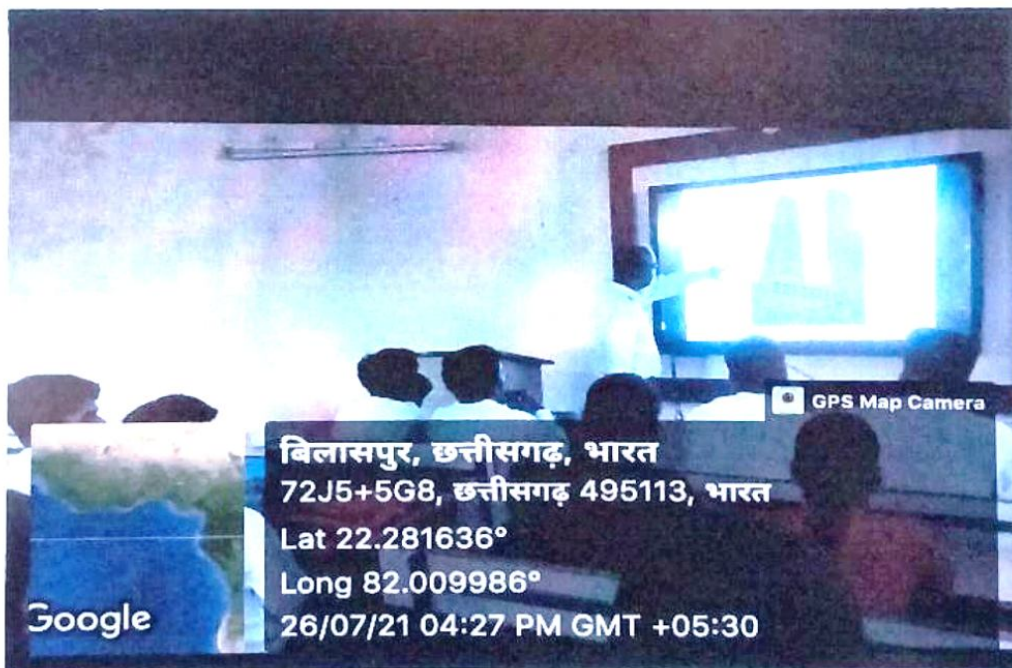 GPS Map Camera
बिलासपुर, छत्तीसगढ़, भारत
72J5+5G8, छत्तीसगढ़ 495113, भारत
Lat 22.281636°
Long 82.009986°
26/07/21 04:27 PM GMT +05:30
Google